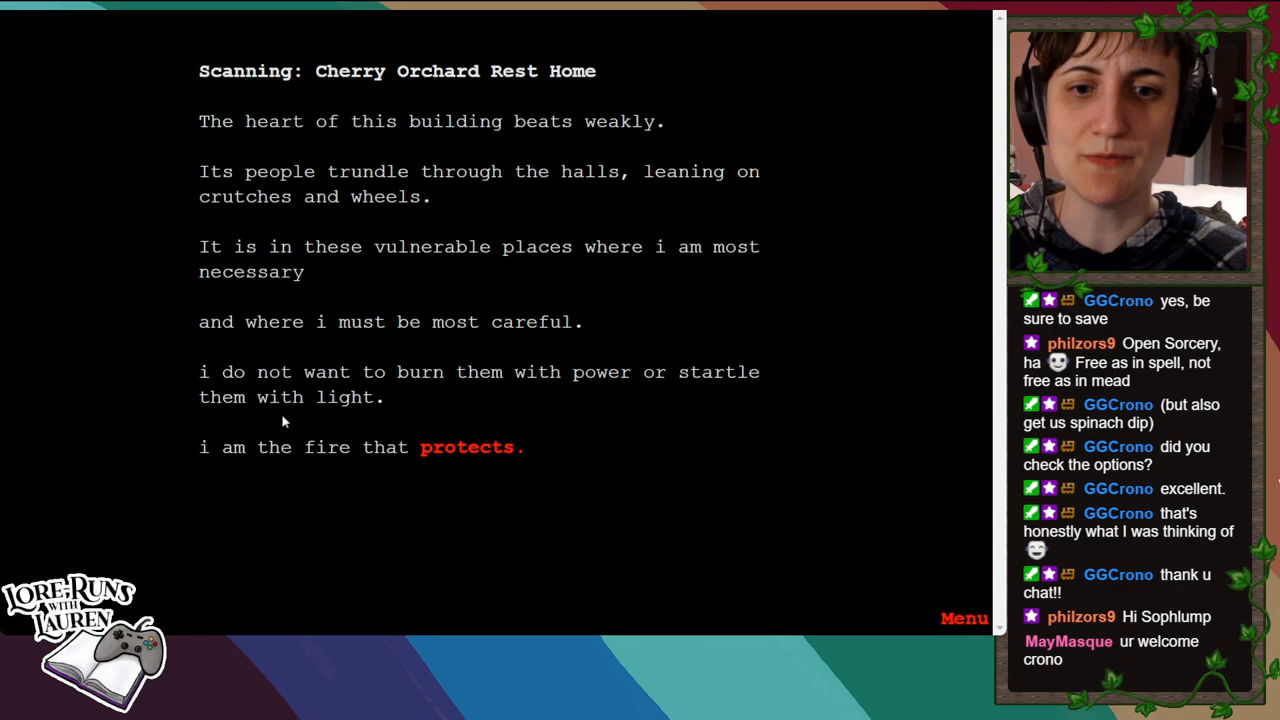 Scanning: Cherry Orchard Rest Home
The heart of this building beats weakly.
Its people trundle through the halls, leaning on
crutches and wheels.
It is in these vulnerable places where i am most
necessary
and where i must be most careful.
i do not want to burn them with power or startle
them with light.
i am the fire that protects.
Menu
LORE-RUNS
WITH
LAUREN
GGCrono yes, be
sure to save
philzors9 Open Sorcery,
ha Free as in spell, not
free as in mead
GGCrono (but also
get us spinach dip)
GGCrono did you
check the options?
GGCrono excellent.
GGCrono that's
honestly what I was thinking of
GGCrono thank u
chat!!
philzors9 Hi Sophlump
MayMasque ur welcome
crono